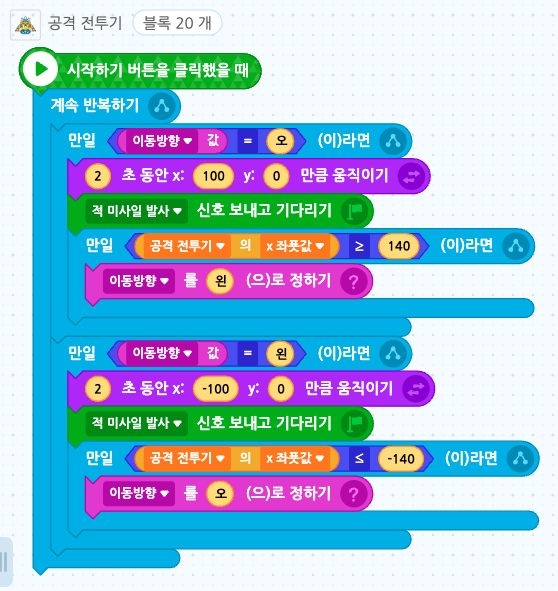 공격 전투기 블록 20 개
시작하기 버튼을 클릭했을 때
계속 반복하기
만일 이동방향 값 = 오 (이)라면
2 초 동안 x: 100 y: 0 만큼 움직이기
적 미사일 발사 신호 보내고 기다리기
만일 공격 전투기 의 x 좌푯값 ≥ 140 (이)라면
이동방향 를 왼 (으)로 정하기 ?
만일 이동방향 값 = 왼 (이)라면
2 초 동안 x: -100 y: 0 만큼 움직이기
적 미사일 발사 신호 보내고 기다리기
만일 공격 전투기 의 x 좌푯값 ≤ -140 (이)라면
이동방향 를 오 (으)로 정하기 ?